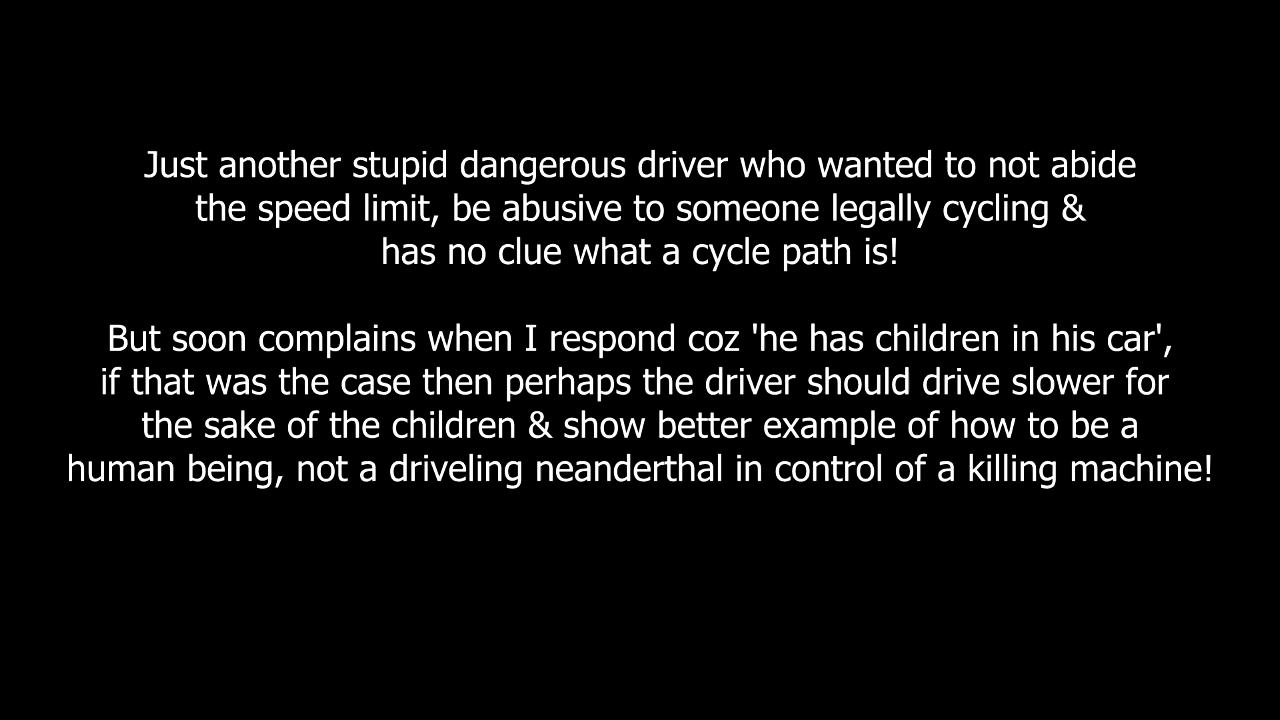 Just another stupid dangerous driver who wanted to not abide
the speed limit, be abusive to someone legally cycling &
has no clue what a cycle path is!
But soon complains when I respond coz 'he has children in his car',
if that was the case then perhaps the driver should drive slower for
the sake of the children & show better example of how to be a
human being, not a driveling neanderthal in control of a killing machine!